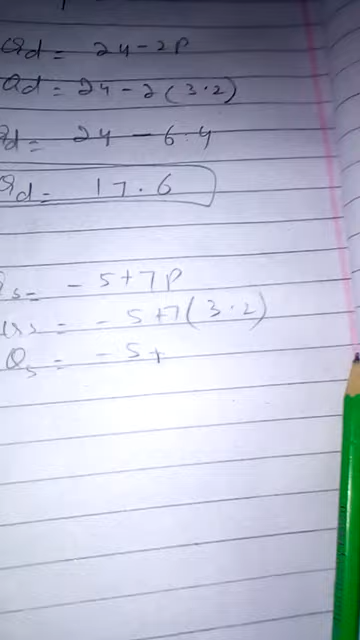 Qd = 24 - 2P
Qd = 24 - 2(3.2)
Qd = 24 - 6.4
Qd = 17.6
Qs = - 5 + 7P
Qs = - 5 + 7(3.2)
Qs = - 5 +